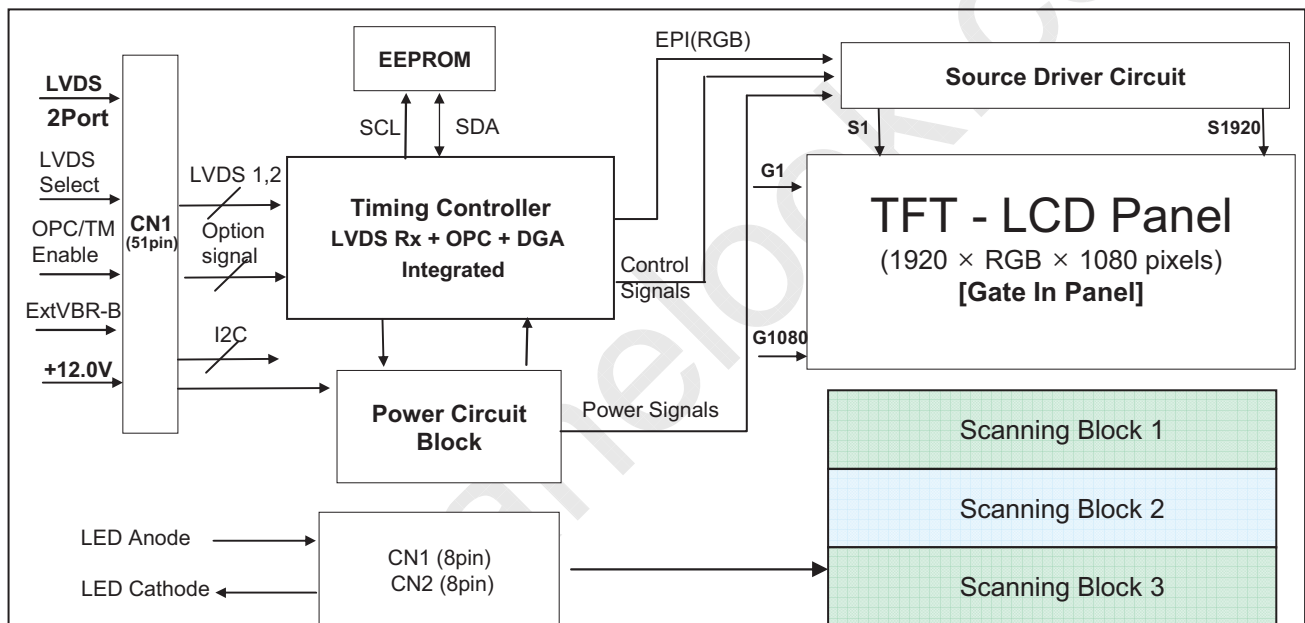 LVDS
2Port
LVDS
Select
OPC/TM
Enable
ExtVBR-B
+12.0V
CN1
(51pin)
LVDS 1,2
Option
signal
I2C
EEPROM
SCL
SDA
Timing Controller
LVDS Rx + OPC + DGA
Integrated
Power Circuit
Block
EPI(RGB)
Control
Signals
Power Signals
Source Driver Circuit
S1
S1920
G1
G1080
TFT - LCD Panel
(1920 × RGB × 1080 pixels)
[Gate In Panel]
Scanning Block 1
Scanning Block 2
Scanning Block 3
LED Anode
LED Cathode
CN1 (8pin)
CN2 (8pin)